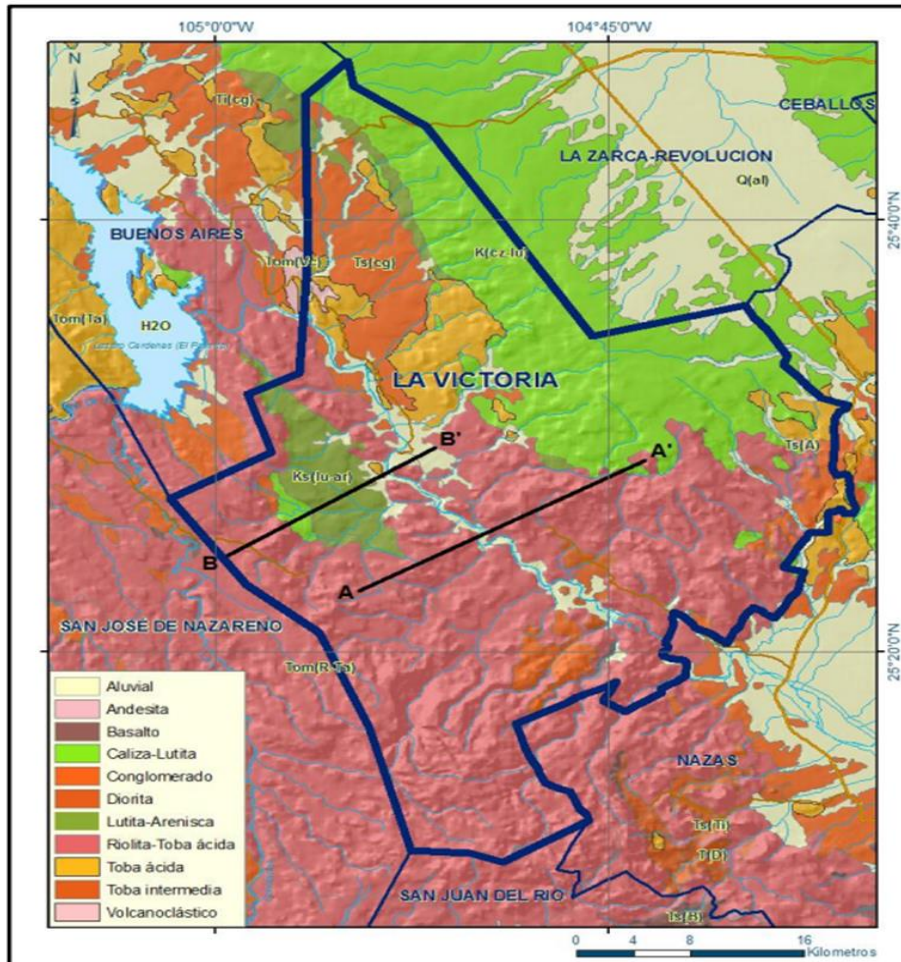 105°0'0"W
104°45'0"W
N
S
Ti(cg)
CEBALLOS
LA ZARCA-REVOLUCION
Q(al)
25°40'0"N
BUENOS AIRES
K(cz-lu)
Ts(cg)
Tom(Ta)
H2O
LA VICTORIA
B'
A'
Ts(A)
Ks(lu-ar)
B
A
SAN JOSÉ DE NAZARENO
25°20'0"N
Tom(R-Ta)
Aluvial
Andesita
Basalto
Caliza-Lutita
Conglomerado
Diorita
Lutita-Arenisca
Riolita-Toba ácida
Toba ácida
Toba intermedia
Volcanoclástico
NAZAS
Ts(Ti)
T(D)
SAN JUAN DEL RIO
Ts(B)
0 4 8 16
Kilometros